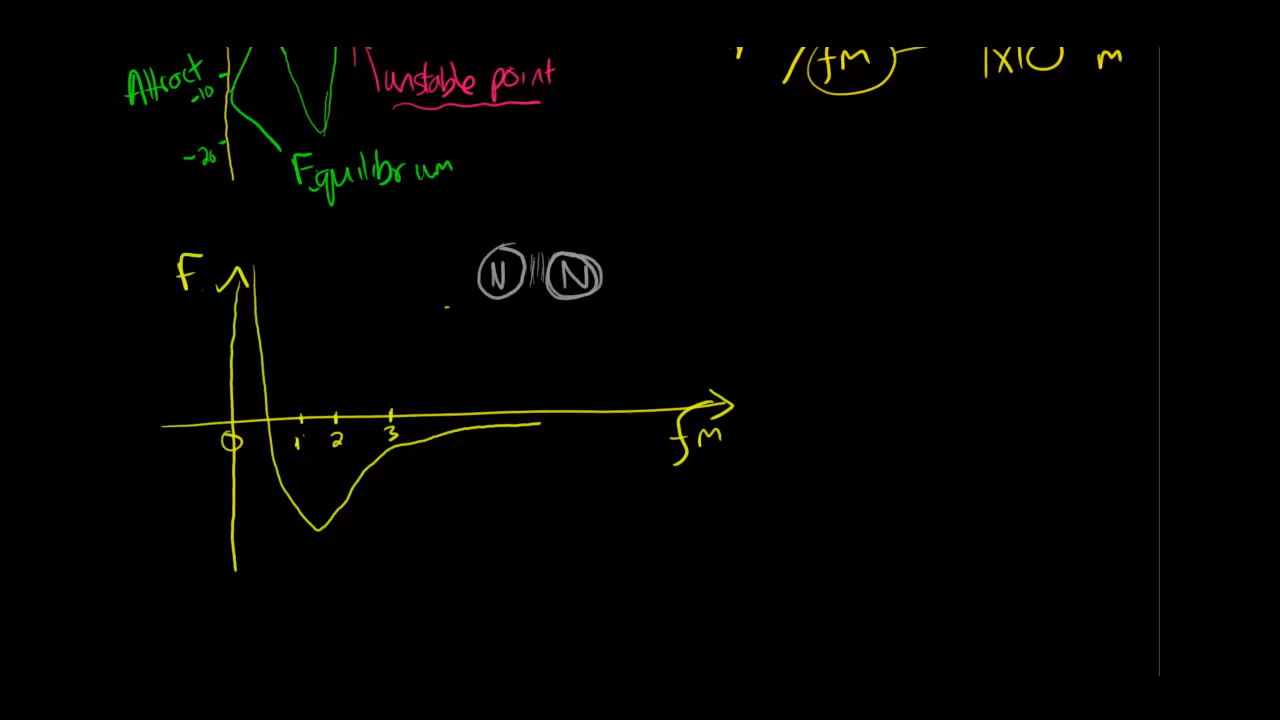 Attract
-10
-20
unstable point
Equilibrium
fm
1x10 m
F
N N
0 1 2 3
fm